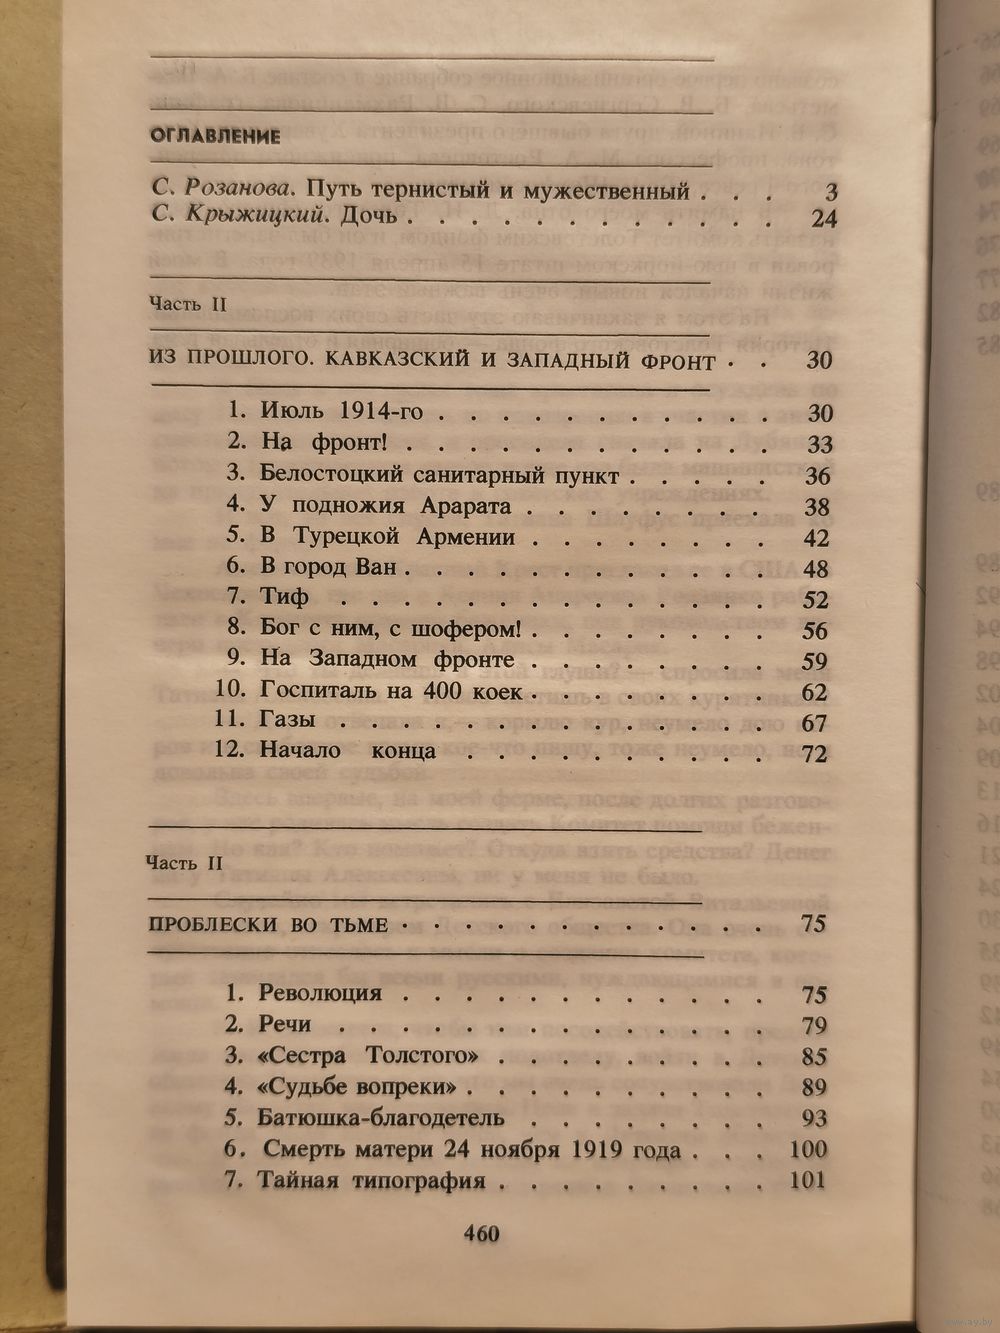 ОГЛАВЛЕНИЕ
С. Розанова. Путь тернистый и мужественный . . . 3
С. Крыжицкий. Дочь . . . . . . . . . . . . 24
Часть II
ИЗ ПРОШЛОГО. КАВКАЗСКИЙ И ЗАПАДНЫЙ ФРОНТ . . 30
1. Июль 1914-го . . . . . . . . . . . 30
2. На фронт! . . . . . . . . . . . . 33
3. Белостоцкий санитарный пункт . . . . . 36
4. У подножия Арарата . . . . . . . . 38
5. В Турецкой Армении . . . . . . . . 42
6. В город Ван . . . . . . . . . . . . 48
7. Тиф . . . . . . . . . . . . . . 52
8. Бог с ним, с шофером! . . . . . . . . 56
9. На Западном фронте . . . . . . . . 59
10. Госпиталь на 400 коек . . . . . . . . 62
11. Газы . . . . . . . . . . . . . . 67
12. Начало конца . . . . . . . . . . 72
Часть II
ПРОБЛЕСКИ ВО ТЬМЕ . . . . . . . . . . . . 75
1. Революция . . . . . . . . . . . . 75
2. Речи . . . . . . . . . . . . . . 79
3. «Сестра Толстого» . . . . . . . . . 85
4. «Судьбе вопреки» . . . . . . . . . . 89
5. Батюшка-благодетель . . . . . . . . 93
6. Смерть матери 24 ноября 1919 года . . . 100
7. Тайная типография . . . . . . . . . 101
460
www.ay.by